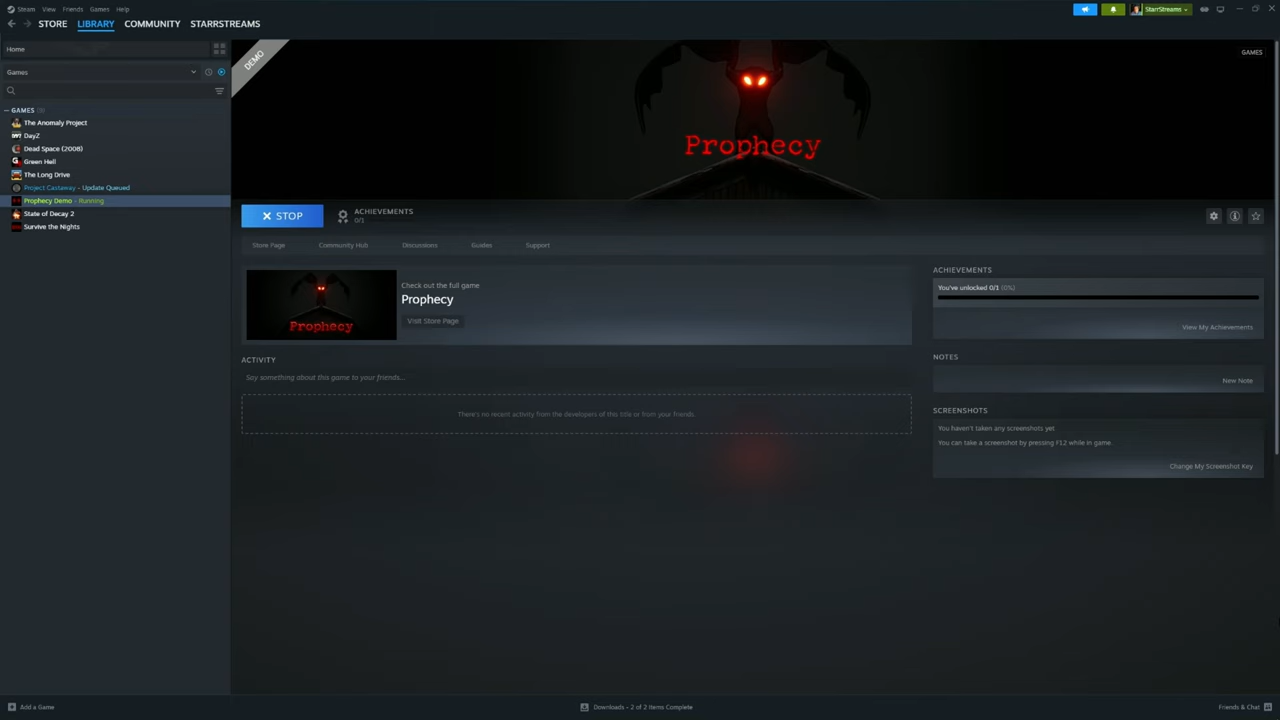 Steam View Friends Games Help StarrStreams
STORE LIBRARY COMMUNITY STARRSTREAMS
Home
Games
GAMES
The Anomaly Project
DayZ
Dead Space (2008)
Green Hell
The Long Drive
Project Castaway - Update Queued
Prophecy Demo - Running
State of Decay 2
Survive the Nights
DEMO
GAMES
Prophecy
STOP
ACHIEVEMENTS
0/1
Store Page Community Hub Discussions Guides Support
Prophecy
Check out the full game
Prophecy
Visit Store Page
ACTIVITY
Say something about this game to your friends...
There's no recent activity from the developers of this title or from your friends.
ACHIEVEMENTS
You've unlocked 0/1 (0%)
View My Achievements
NOTES
New Note
SCREENSHOTS
You haven't taken any screenshots yet
You can take a screenshot by pressing F12 while in game.
Change My Screenshot Key
Add a Game
Downloads - 2 of 2 Items Complete
Friends & Chat